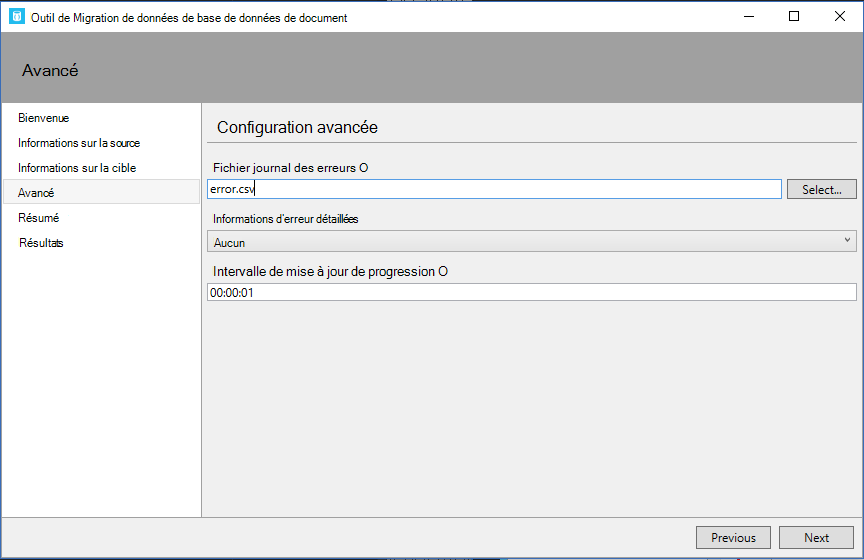 Outil de Migration de données de base de données de document
Avancé
Bienvenue
Informations sur la source
Informations sur la cible
Avancé
Résumé
Résultats
Configuration avancée
Fichier journal des erreurs O
error.csv
Select...
Informations d'erreur détaillées
Aucun
Intervalle de mise à jour de progression O
00:00:01
Previous
Next